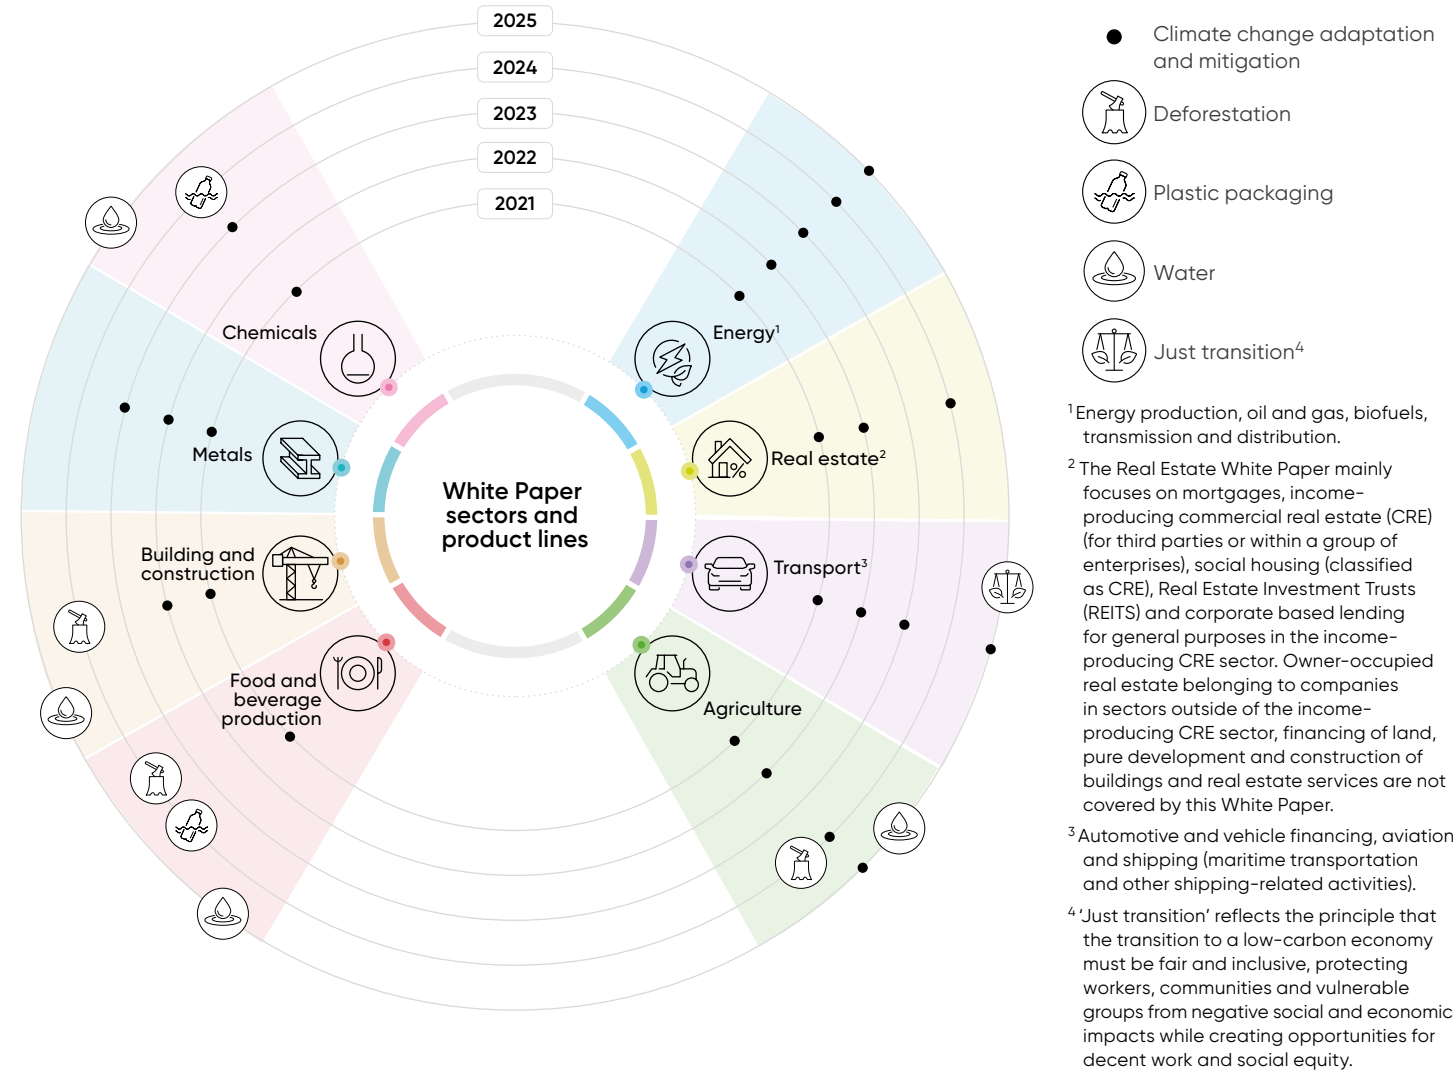 2025
2024
2023
2022
2021
Chemicals
Energy¹
Metals
Real estate²
White Paper
sectors and
product lines
Building and
construction
Transport³
Food and
beverage
production
Agriculture
Climate change adaptation
and mitigation
Deforestation
Plastic packaging
Water
Just transition⁴
¹ Energy production, oil and gas, biofuels,
transmission and distribution.
² The Real Estate White Paper mainly
focuses on mortgages, income-
producing commercial real estate (CRE)
(for third parties or within a group of
enterprises), social housing (classified
as CRE), Real Estate Investment Trusts
(REITS) and corporate based lending
for general purposes in the income-
producing CRE sector. Owner-occupied
real estate belonging to companies
in sectors outside of the income-
producing CRE sector, financing of land,
pure development and construction of
buildings and real estate services are not
covered by this White Paper.
³ Automotive and vehicle financing, aviation
and shipping (maritime transportation
and other shipping-related activities).
⁴ ‘Just transition’ reflects the principle that
the transition to a low-carbon economy
must be fair and inclusive, protecting
workers, communities and vulnerable
groups from negative social and economic
impacts while creating opportunities for
decent work and social equity.
%